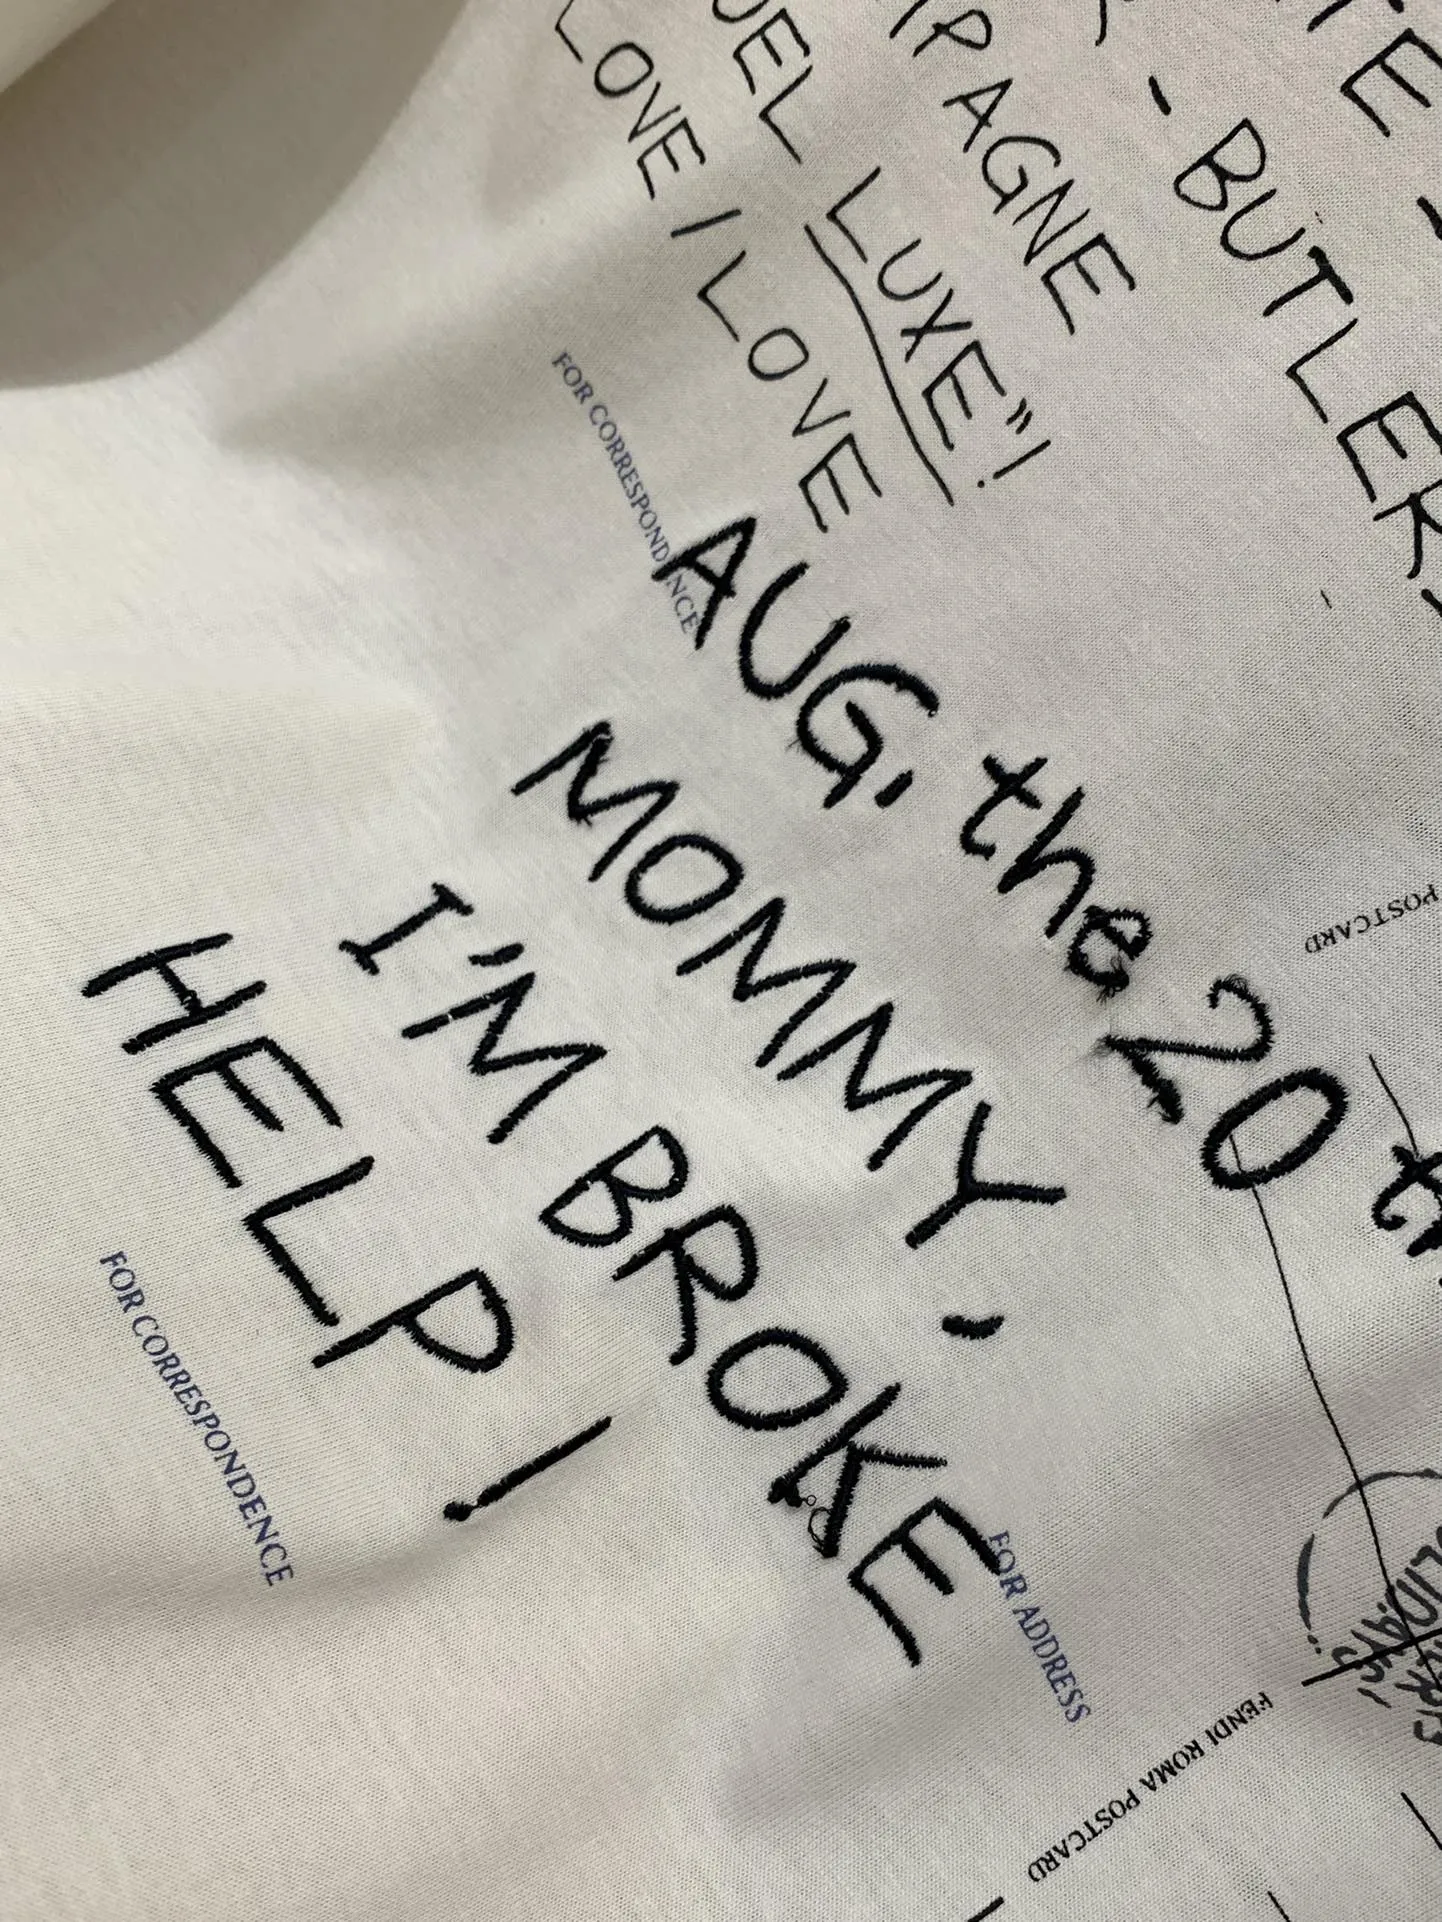 LOVE / LOVE
LUXE"!
- BUTLER
FOR CORRESPONDENCE
AUG, the 20 th
MOMMY,
I'M BROKE
HELP!
POSTCARD
FOR CORRESPONDENCE
FOR ADDRESS
FENDI ROMA POSTCARD